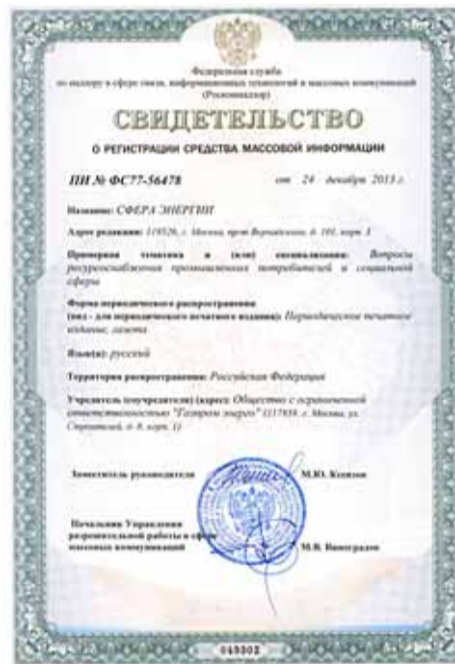 Федеральная служба
по надзору в сфере связи, информационных технологий и массовых коммуникаций
(Роскомнадзор)
СВИДЕТЕЛЬСТВО
О РЕГИСТРАЦИИ СРЕДСТВА МАССОВОЙ ИНФОРМАЦИИ
ПИ № ФС77-56478 от 24 декабря 2013 г.
Название: СФЕРА ЭНЕРГИИ
Адрес редакции: 119526, г. Москва, пр-т Вернадского, д. 101, корп. 3
Примерная тематика и (или) специализация: Вопросы
ресурсоснабжения промышленных потребителей и социальной
сферы
Форма периодического распространения
(вид - для периодического печатного издания): Периодическое печатное
издание, газета
Язык(и): русский
Территория распространения: Российская Федерация
Учредитель (соучредители) (адрес): Общество с ограниченной
ответственностью "Газпром энерго" (117939, г. Москва, ул.
Строителей, д. 8, корп. 1)
Заместитель руководителя М.Ю. Ксензов
Начальник Управления
разрешительной работы в сфере
массовых коммуникаций М.В. Виноградов
049302